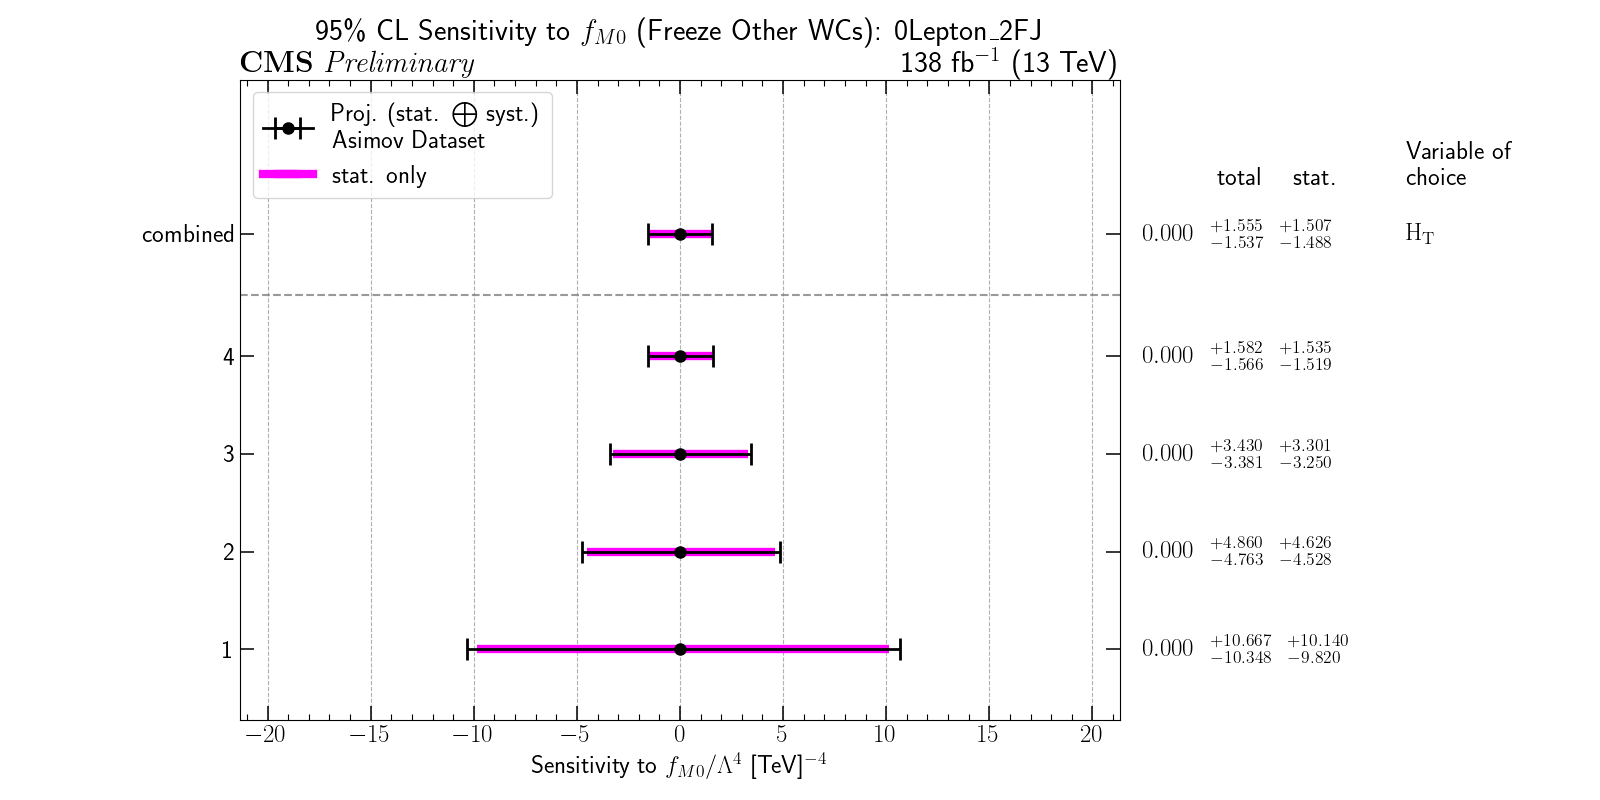 95% CL Sensitivity to f_{M0} (Freeze Other WCs): 0Lepton_2FJ
CMS Preliminary 138 fb⁻¹ (13 TeV)
Proj. (stat. ⨁ syst.)
Asimov Dataset
stat. only
Variable of
total stat. choice
combined 0.000 +1.555 −1.537 +1.507 −1.488 H_T
4 0.000 +1.582 −1.566 +1.535 −1.519
3 0.000 +3.430 −3.381 +3.301 −3.250
2 0.000 +4.860 −4.763 +4.626 −4.528
1 0.000 +10.667 −10.348 +10.140 −9.820
−20 −15 −10 −5 0 5 10 15 20
Sensitivity to f_{M0}/Λ⁴ [TeV]⁻⁴